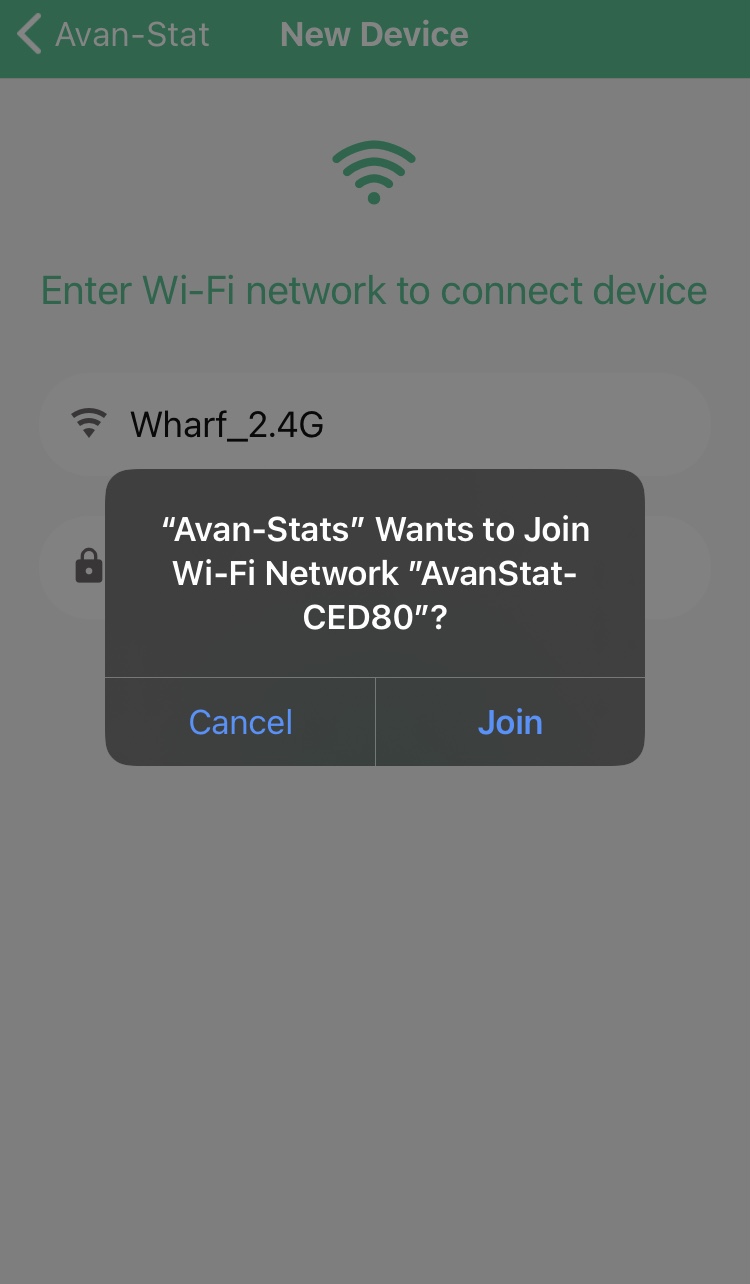 Avan-Stat New Device
Enter Wi-Fi network to connect device
Wharf_2.4G
“Avan-Stats” Wants to Join
Wi-Fi Network ”AvanStat-
CED80”?
Cancel Join